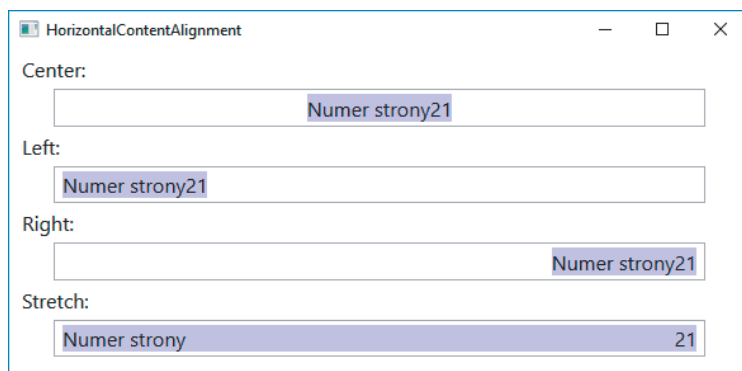 HorizontalContentAlignment
Center:
Numer strony21
Left:
Numer strony21
Right:
Numer strony21
Stretch:
Numer strony 21